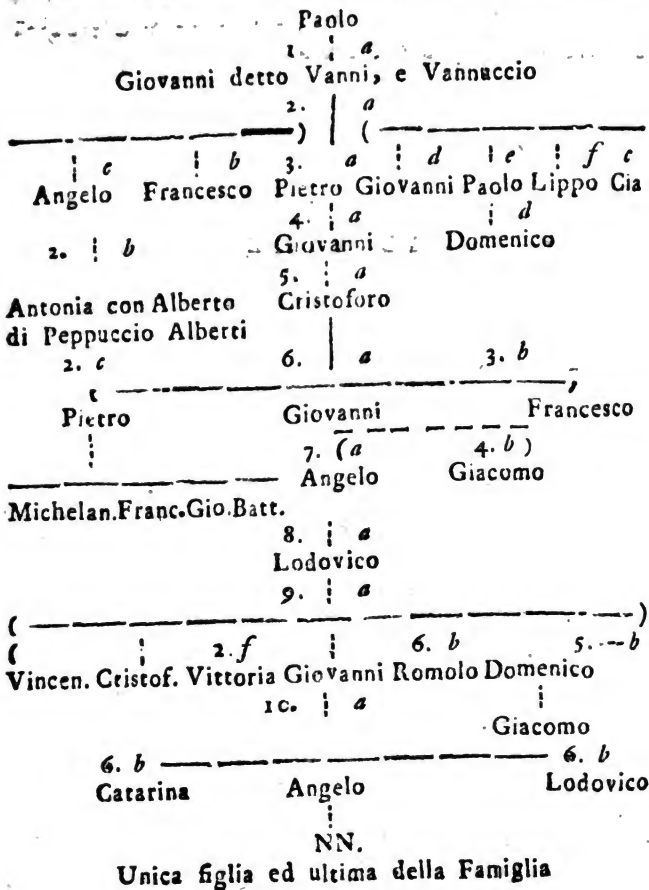 Paolo
1. a
Giovanni detto Vanni, e Vannuccio
2. a
) (
c b 3. a d e f c
Angelo Francesco Pietro Giovanni Paolo Lippo Cia
4. a d
2. b Giovanni Domenico
5. a
Antonia con Alberto Cristoforo
di Peppuccio Alberti
2. c 6. a 3. b
Pietro Giovanni Francesco
7. (a 4. b )
Angelo Giacomo
Michelan. Franc. Gio. Batt.
8. a
Lodovico
9. a
( )
( 2. f 6. b 5. b
Vincen. Cristof. Vittoria Giovanni Romolo Domenico
10. a
Giacomo
6. b 6. b
Catarina Angelo Lodovico
NN.
Unica figlia ed ultima della Famiglia